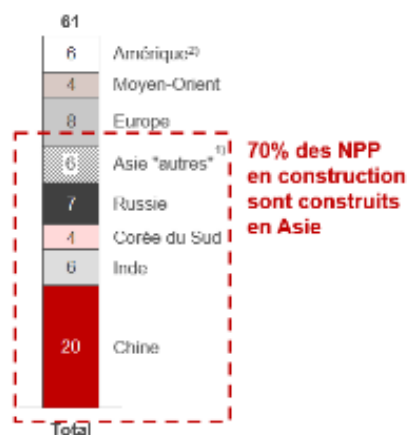 61
6 Amérique²⁾
4 Moyen-Orient
8 Europe
6 Asie "autres" ¹⁾
7 Russie
4 Corée du Sud
6 Inde
20 Chine
Total
70% des NPP
en construction
sont construits
en Asie